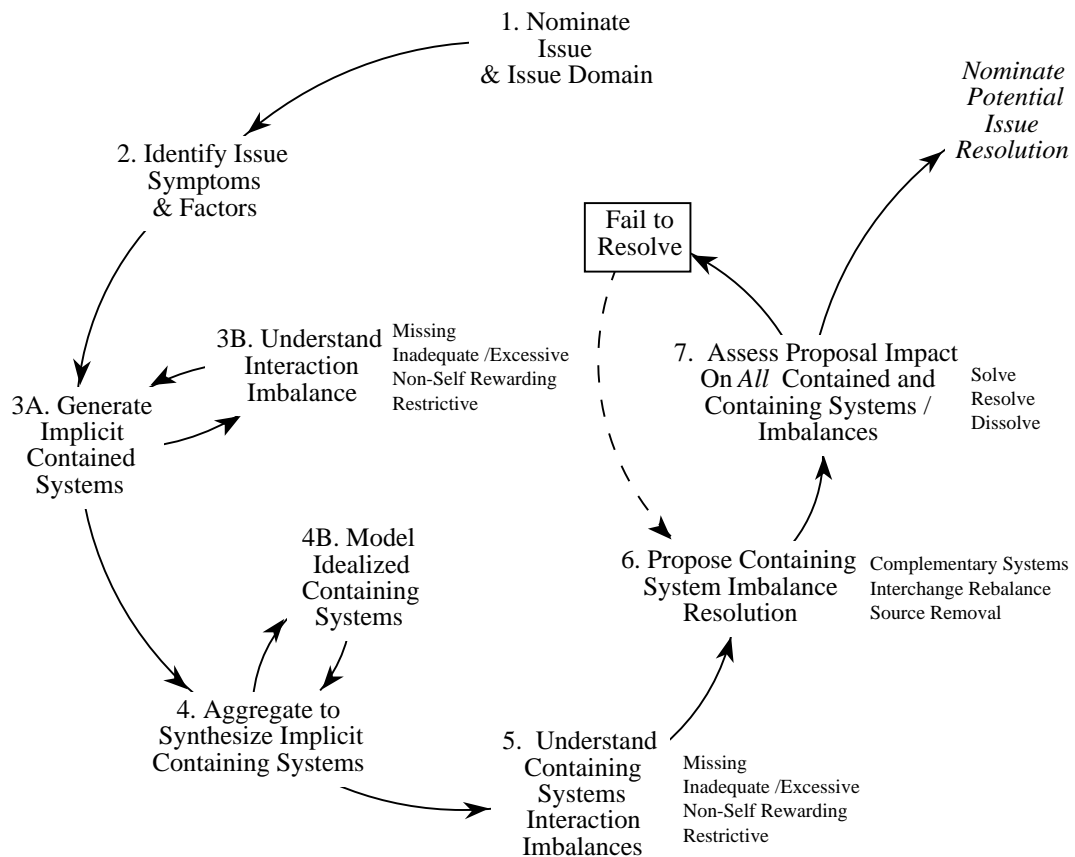 1. Nominate
Issue
& Issue Domain
Nominate
Potential
Issue
Resolution
2. Identify Issue
Symptoms
& Factors
Fail to
Resolve
3B. Understand
Interaction
Imbalance
Missing
Inadequate /Excessive
Non-Self Rewarding
Restrictive
7. Assess Proposal Impact
On All Contained and
Containing Systems /
Imbalances
Solve
Resolve
Dissolve
3A. Generate
Implicit
Contained
Systems
4B. Model
Idealized
Containing
Systems
6. Propose Containing
System Imbalance
Resolution
Complementary Systems
Interchange Rebalance
Source Removal
4. Aggregate to
Synthesize Implicit
Containing Systems
5. Understand
Containing
Systems
Interaction
Imbalances
Missing
Inadequate /Excessive
Non-Self Rewarding
Restrictive